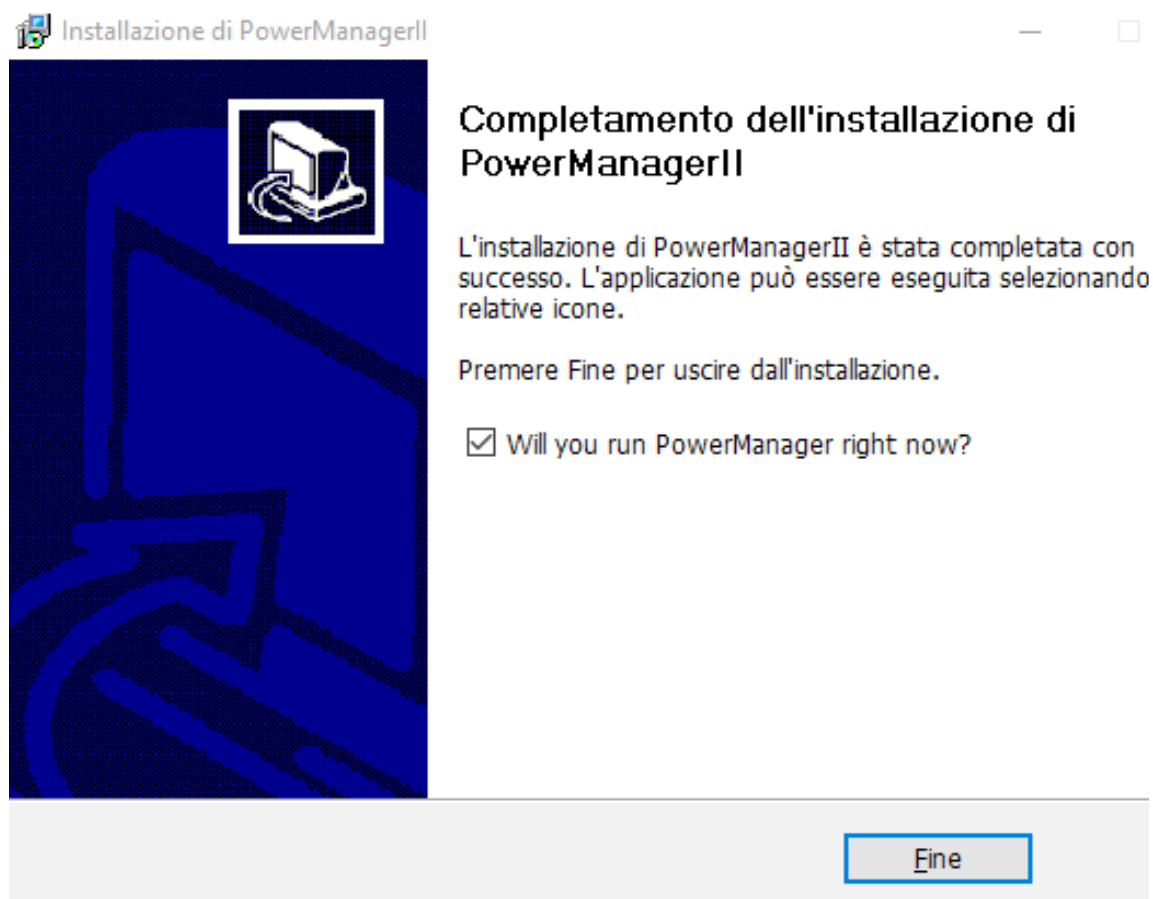 Installazione di PowerManagerII
Completamento dell'installazione di
PowerManagerII
L'installazione di PowerManagerII è stata completata con
successo. L'applicazione può essere eseguita selezionando
relative icone.
Premere Fine per uscire dall'installazione.
Will you run PowerManager right now?
Fine